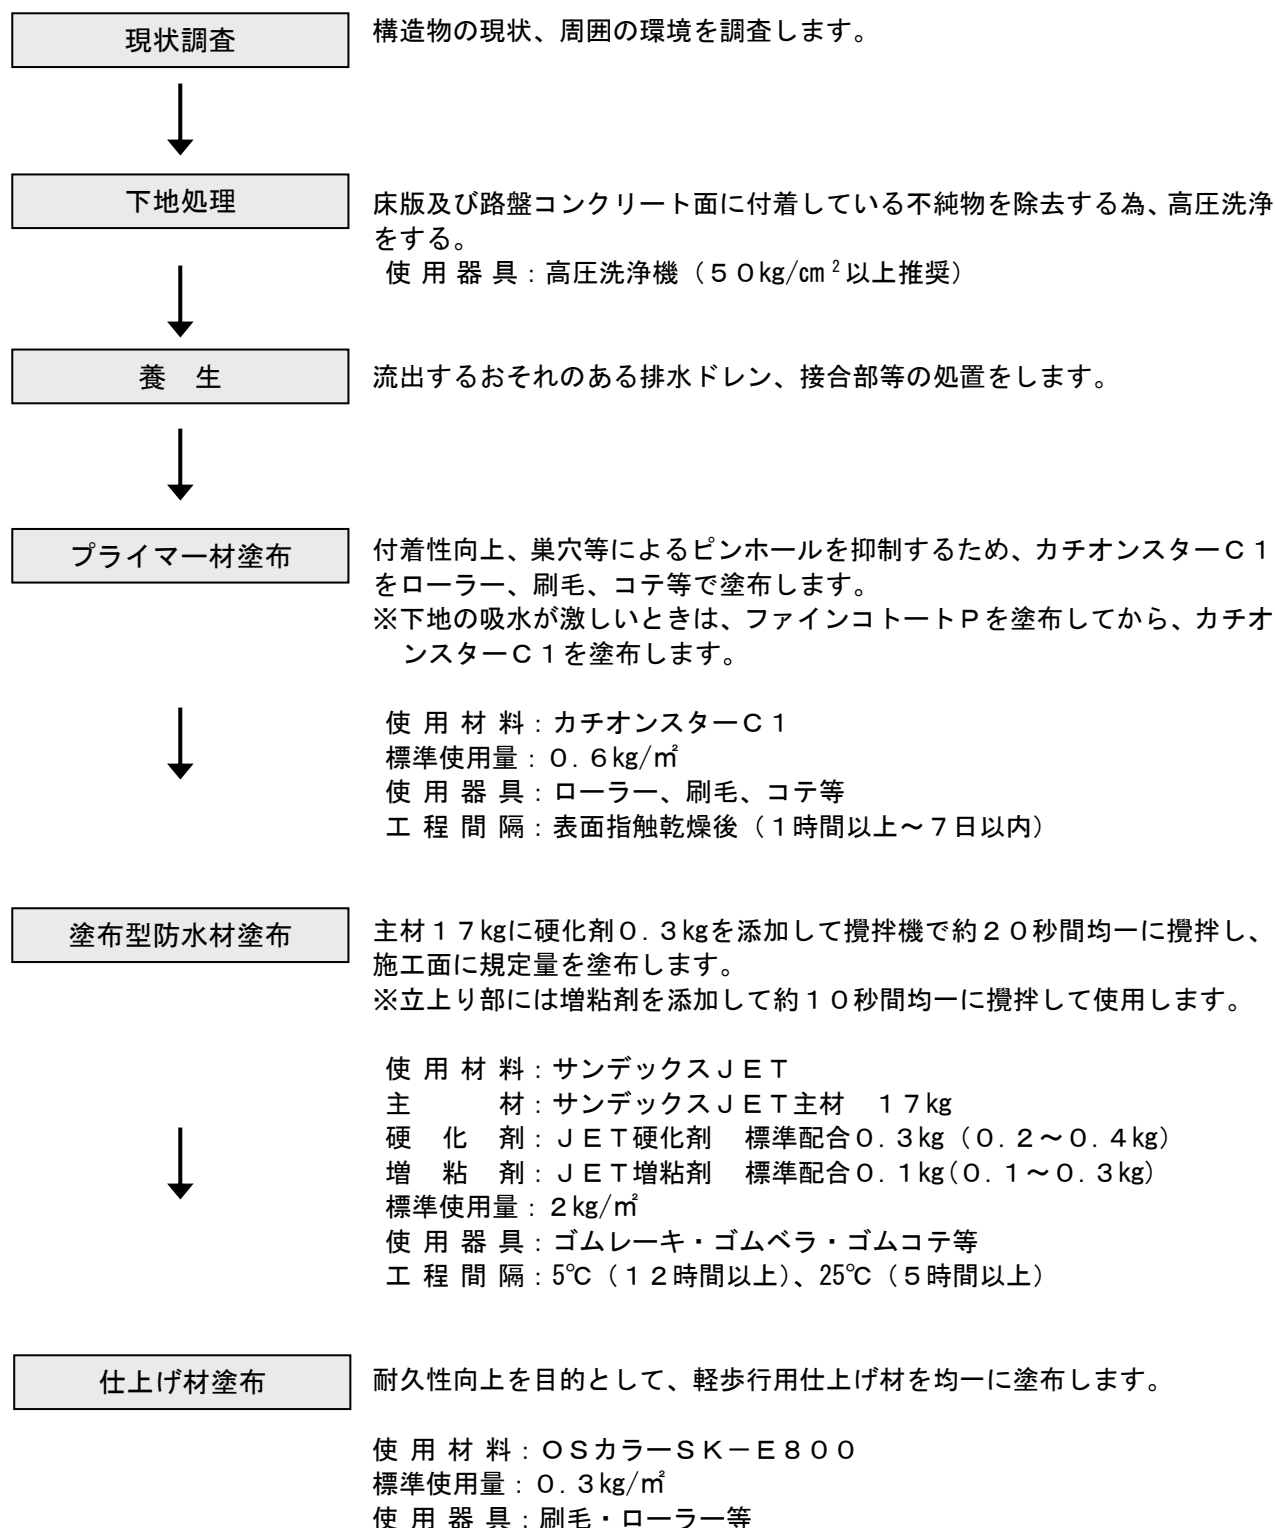 現状調査
構造物の現状、周囲の環境を調査します。
下地処理
床版及び路盤コンクリート面に付着している不純物を除去する為、高圧洗浄
をする。
使用器具：高圧洗浄機（５０㎏/㎝²以上推奨）
養　生
流出するおそれのある排水ドレン、接合部等の処置をします。
プライマー材塗布
付着性向上、巣穴等によるピンホールを抑制するため、カチオンスターＣ１
をローラー、刷毛、コテ等で塗布します。
※下地の吸水が激しいときは、ファインコトートＰを塗布してから、カチオ
ンスターＣ１を塗布します。
使用材料：カチオンスターＣ１
標準使用量：０.６㎏/㎡
使用器具：ローラー、刷毛、コテ等
工程間隔：表面指触乾燥後（１時間以上～７日以内）
塗布型防水材塗布
主材１７㎏に硬化剤０.３㎏を添加して攪拌機で約２０秒間均一に攪拌し、
施工面に規定量を塗布します。
※立上り部には増粘剤を添加して約１０秒間均一に攪拌して使用します。
使用材料：サンデックスＪＥＴ
主　　材：サンデックスＪＥＴ主材　１７㎏
硬　化　剤：ＪＥＴ硬化剤　標準配合０.３㎏（０.２～０.４㎏）
増　粘　剤：ＪＥＴ増粘剤　標準配合０.１㎏(０.１～０.３㎏)
標準使用量：２㎏/㎡
使用器具：ゴムレーキ・ゴムベラ・ゴムコテ等
工程間隔：5℃（１２時間以上）、25℃（５時間以上）
仕上げ材塗布
耐久性向上を目的として、軽歩行用仕上げ材を均一に塗布します。
使用材料：ＯＳカラーＳＫ－Ｅ８００
標準使用量：０.３㎏/㎡
使用器具：刷毛・ローラー等